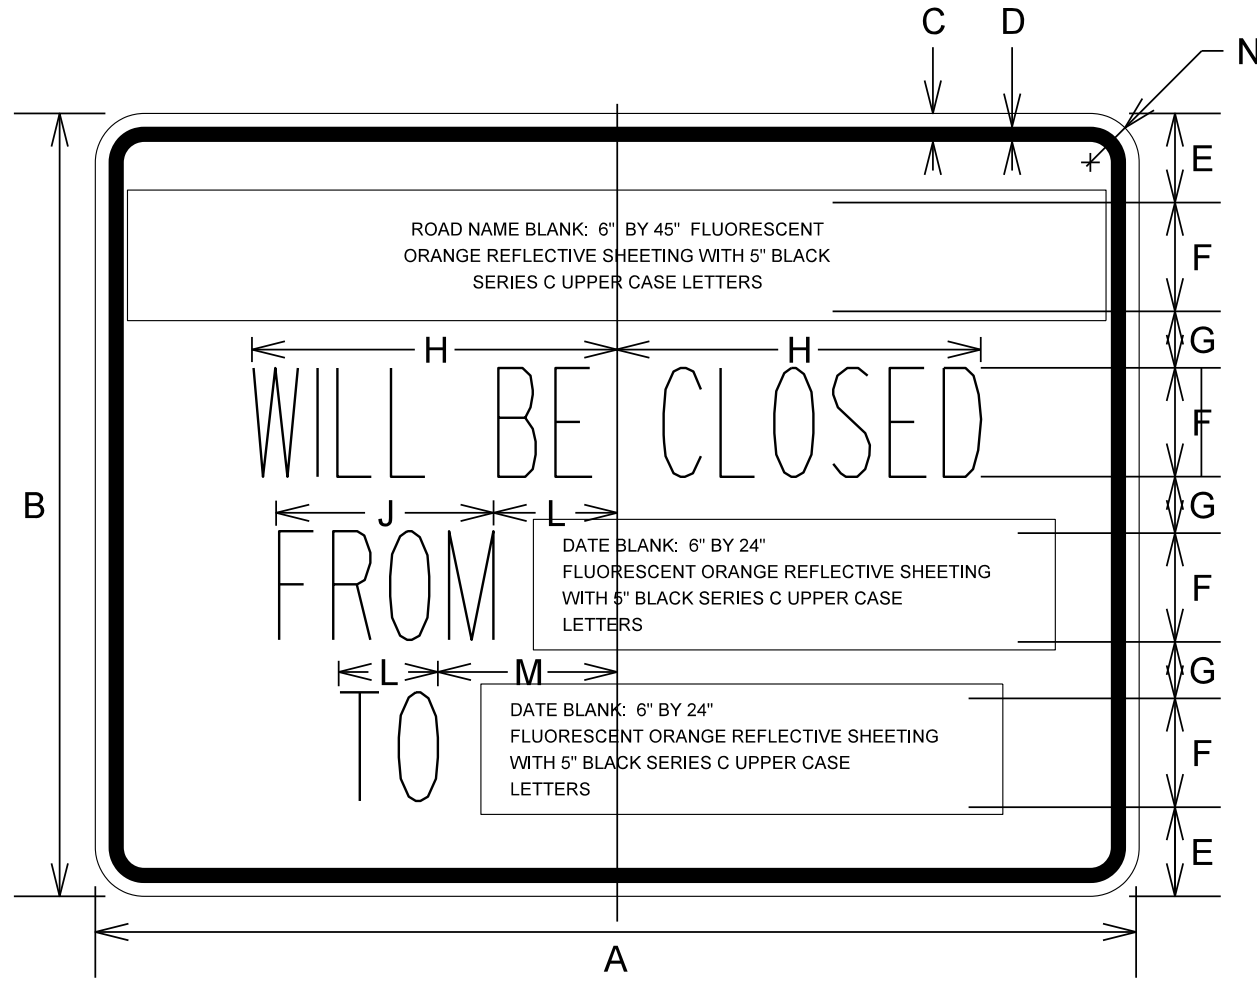 C D
N
E
ROAD NAME BLANK: 6" BY 45" FLUORESCENT
ORANGE REFLECTIVE SHEETING WITH 5" BLACK
SERIES C UPPER CASE LETTERS
F
H H G
WILL BE CLOSED
F
B
J L G
FROM
DATE BLANK: 6" BY 24"
FLUORESCENT ORANGE REFLECTIVE SHEETING
WITH 5" BLACK SERIES C UPPER CASE
LETTERS
F
L M G
TO
DATE BLANK: 6" BY 24"
FLUORESCENT ORANGE REFLECTIVE SHEETING
WITH 5" BLACK SERIES C UPPER CASE
LETTERS
F
E
A